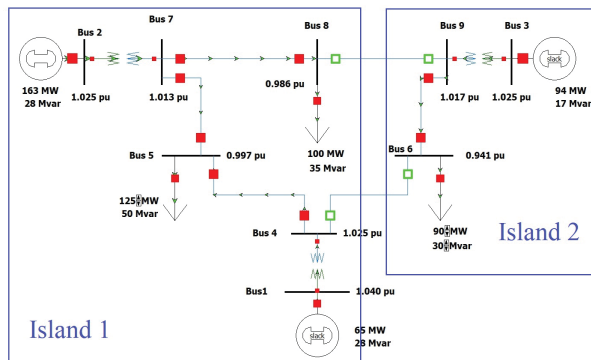 Bus 2
Bus 7
Bus 8
Bus 9
Bus 3
slack
163 MW
28 Mvar
1.025 pu
1.013 pu
0.986 pu
1.017 pu
1.025 pu
94 MW
17 Mvar
Bus 5
0.997 pu
100 MW
35 Mvar
Bus 6
0.941 pu
125 MW
50 Mvar
Bus 4
1.025 pu
90 MW
30 Mvar
Island 2
Bus1
1.040 pu
Island 1
slack
65 MW
28 Mvar